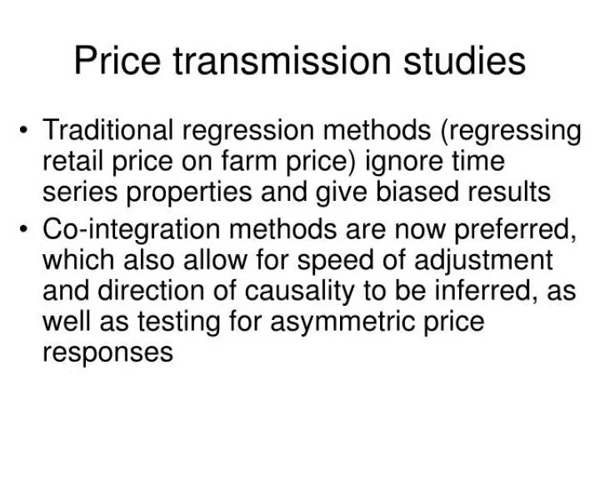 Price transmission studies
• Traditional regression methods (regressing
retail price on farm price) ignore time
series properties and give biased results
• Co-integration methods are now preferred,
which also allow for speed of adjustment
and direction of causality to be inferred, as
well as testing for asymmetric price
responses